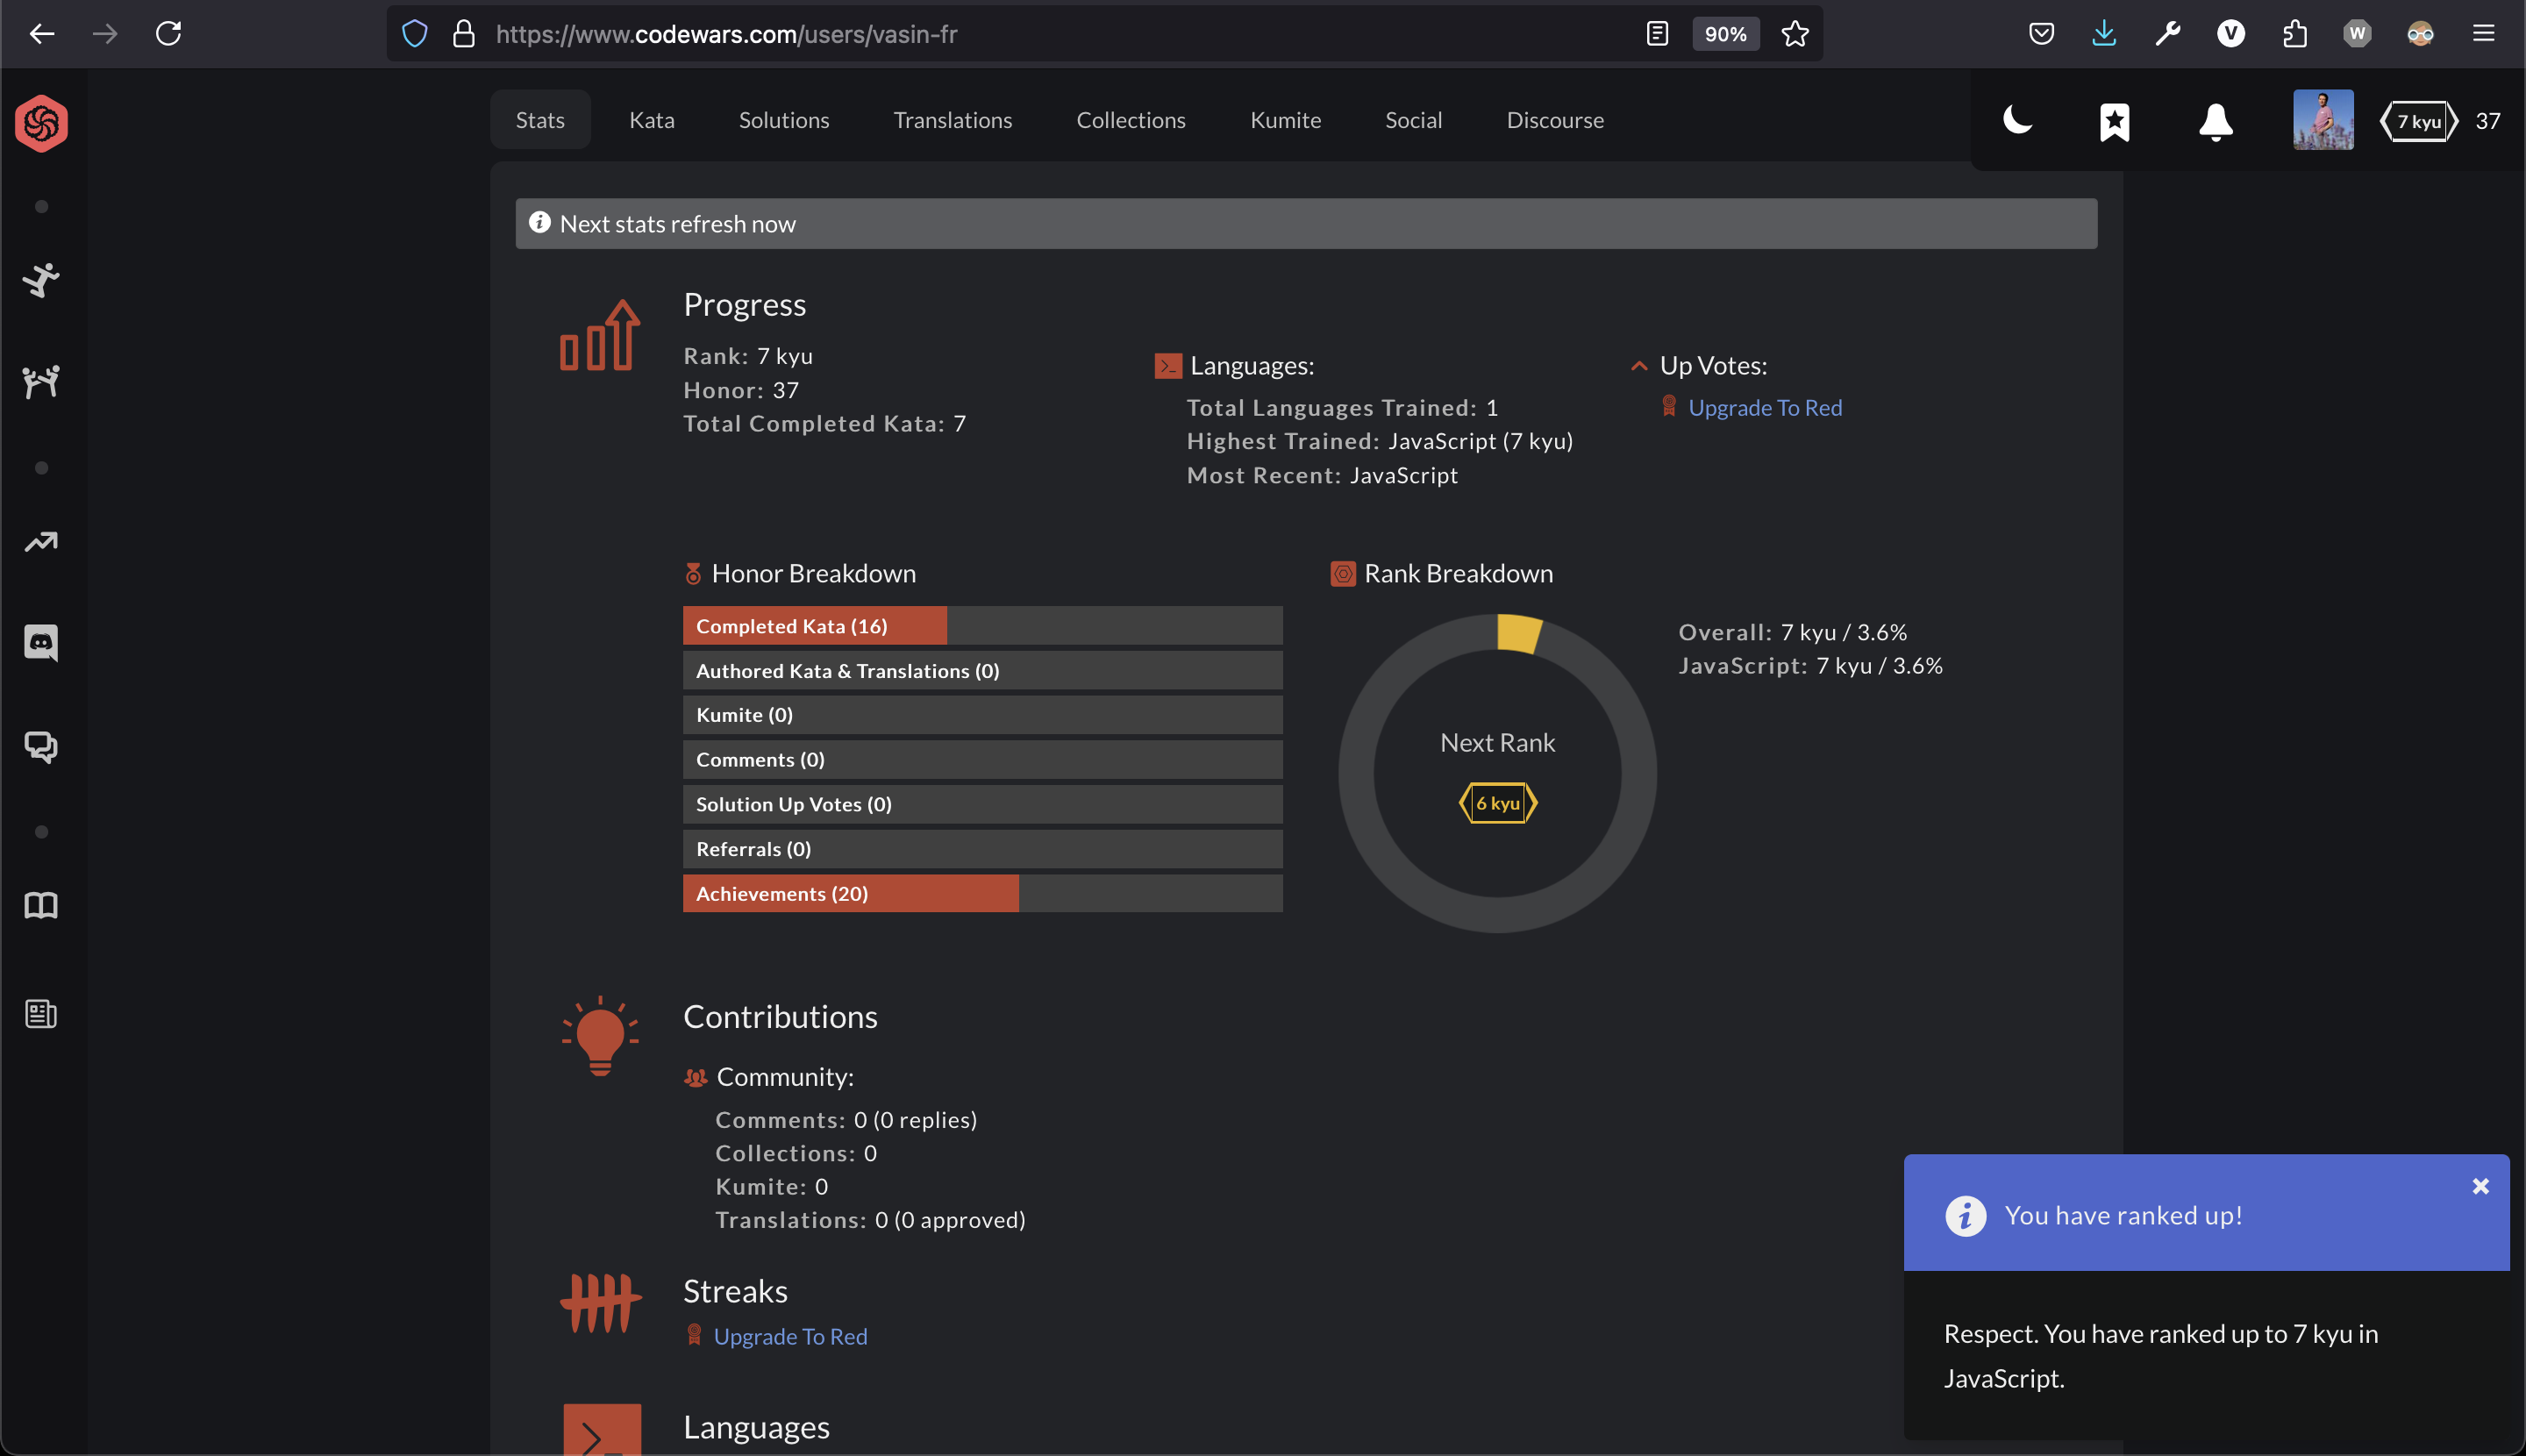 https://www.codewars.com/users/vasin-fr
90%
V
W
Stats
Kata
Solutions
Translations
Collections
Kumite
Social
Discourse
7 kyu
37
Next stats refresh now
Progress
Rank: 7 kyu
Honor: 37
Total Completed Kata: 7
Languages:
Total Languages Trained: 1
Highest Trained: JavaScript (7 kyu)
Most Recent: JavaScript
Up Votes:
Upgrade To Red
Honor Breakdown
Completed Kata (16)
Authored Kata & Translations (0)
Kumite (0)
Comments (0)
Solution Up Votes (0)
Referrals (0)
Achievements (20)
Rank Breakdown
Next Rank
6 kyu
Overall: 7 kyu / 3.6%
JavaScript: 7 kyu / 3.6%
Contributions
Community:
Comments: 0 (0 replies)
Collections: 0
Kumite: 0
Translations: 0 (0 approved)
Streaks
Upgrade To Red
Languages
You have ranked up!
Respect. You have ranked up to 7 kyu in
JavaScript.